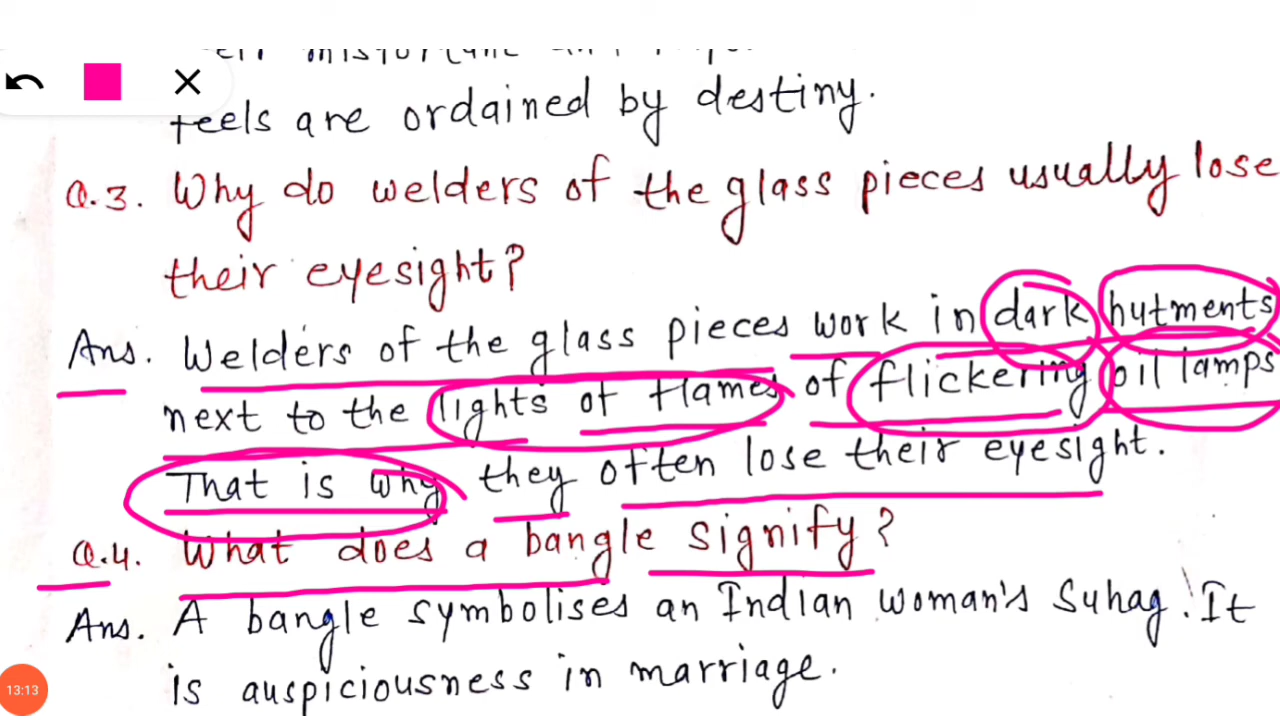 feels are ordained by destiny.
Q.3. Why do welders of the glass pieces usually lose
their eyesight?
Ans. Welders of the glass pieces work in dark hutments
next to the lights of flames of flickering oil lamps
That is why they often lose their eyesight.
Q.4. What does a bangle signify?
Ans. A bangle symbolises an Indian woman's Suhag. It
is auspiciousness in marriage.
13:13